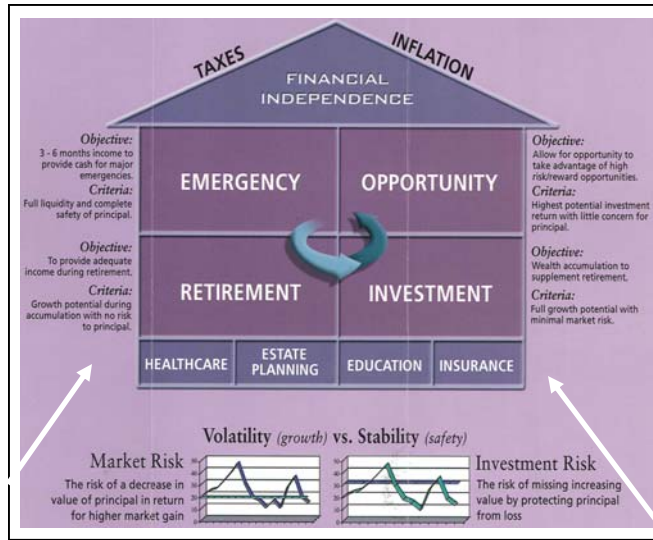 TAXES
INFLATION
FINANCIAL
INDEPENDENCE
Objective:
3 - 6 months income to
provide cash for major
emergencies.
Criteria:
Full liquidity and complete
safety of principal.
EMERGENCY
OPPORTUNITY
Objective:
Allow for opportunity to
take advantage of high
risk/reward opportunities.
Criteria:
Highest potential investment
return with little concern for
principal.
Objective:
To provide adequate
income during retirement.
Criteria:
Growth potential during
accumulation with no risk
to principal.
RETIREMENT
INVESTMENT
Objective:
Wealth accumulation to
supplement retirement.
Criteria:
Full growth potential with
minimal market risk.
HEALTHCARE
ESTATE
PLANNING
EDUCATION
INSURANCE
Volatility (growth) vs. Stability (safety)
Market Risk
The risk of a decrease in
value of principal in return
for higher market gain
Investment Risk
The risk of missing increasing
value by protecting principal
from loss